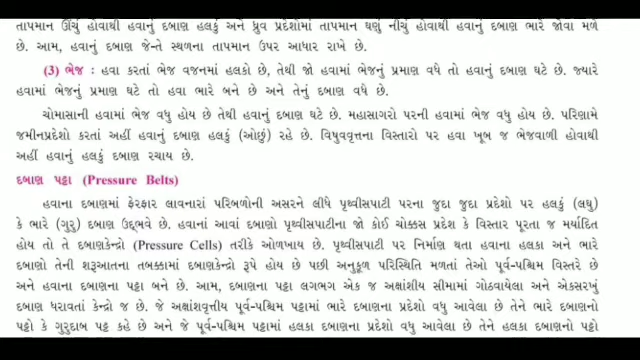 તાપમાન ઊંચું હોવાથી હવાનું દબાણ હલકું અને ધ્રુવ પ્રદેશોમાં તાપમાન ઘણું નીચું હોવાથી હવાનું દબાણ ભારે જોવા મળે
છે. આમ, હવાનું દબાણ જે-તે સ્થળના તાપમાન ઉપર આધાર રાખે છે.
(3) ભેજ : હવા કરતાં ભેજ વજનમાં હલકો છે, તેથી જો હવામાં ભેજનું પ્રમાણ વધે તો હવાનું દબાણ ઘટે છે. જ્યારે
હવામાં ભેજનું પ્રમાણ ઘટે તો હવા ભારે બને છે અને તેનું દબાણ વધે છે.
ચોમાસાની હવામાં ભેજ વધુ હોય છે તેથી દબાણ ઘટે છે. મહાસાગરો પરની હવામાં ભેજ વધુ હોય છે. પરિણામે
જમીનપ્રદેશો કરતાં અહીં હવાનું દબાણ હલકું (ઓછું) રહે છે. વિષુવવૃત્તના વિસ્તારો પર હવા ખૂબ જ ભેજવાળી હોવાથી
અહીં હવાનું હલકું દબાણ રચાય છે.
દબાણ પટ્ટા (Pressure Belts)
હવાના દબાણમાં ફેરફાર લાવનારાં પરિબળોની અસરને લીધે પૃથ્વીસપાટી પરના જુદા જુદા પ્રદેશો પર હલકું (લઘુ)
કે ભારે (ગુરુ) દબાણ ઉદ્ભવે છે. હવાનાં આવાં દબાણો પૃથ્વીસપાટીના જો કોઈ ચોક્કસ પ્રદેશ કે વિસ્તાર પૂરતા જ મર્યાદિત
હોય તો તે દબાણકેન્દ્રો (Pressure Cells) તરીકે ઓળખાય છે. પૃથ્વીસપાટી પર નિર્માણ થતા હવાના હલકા અને ભારે
દબાણો તેની શરૂઆતના તબક્કામાં દબાણકેન્દ્રો રૂપે હોય છે પછી અનુકૂળ પરિસ્થિતિ મળતાં તેઓ પૂર્વ-પશ્ચિમ વિસ્તરે છે
અને હવાના દબાણના પટ્ટા બને છે. આમ, દબાણના પટ્ટા લગભગ એક જ અક્ષાંશીય સીમામાં ગોઠવાયેલા અને એકસરખું
દબાણ ધરાવતાં કેન્દ્રો જ છે. જે અક્ષાંશવૃત્તીય પૂર્વ-પશ્ચિમ પટ્ટામાં ભારે દબાણના પ્રદેશો વધુ આવેલા છે તેને ભારે દબાણનો
પટ્ટો કે ગુરુદાબ પટ્ટ કહે છે અને જે પૂર્વ-પશ્ચિમ પટ્ટામાં હલકા દબાણના પ્રદેશો વધુ આવેલા છે તેને હલકા દબાણનો પટ્ટો